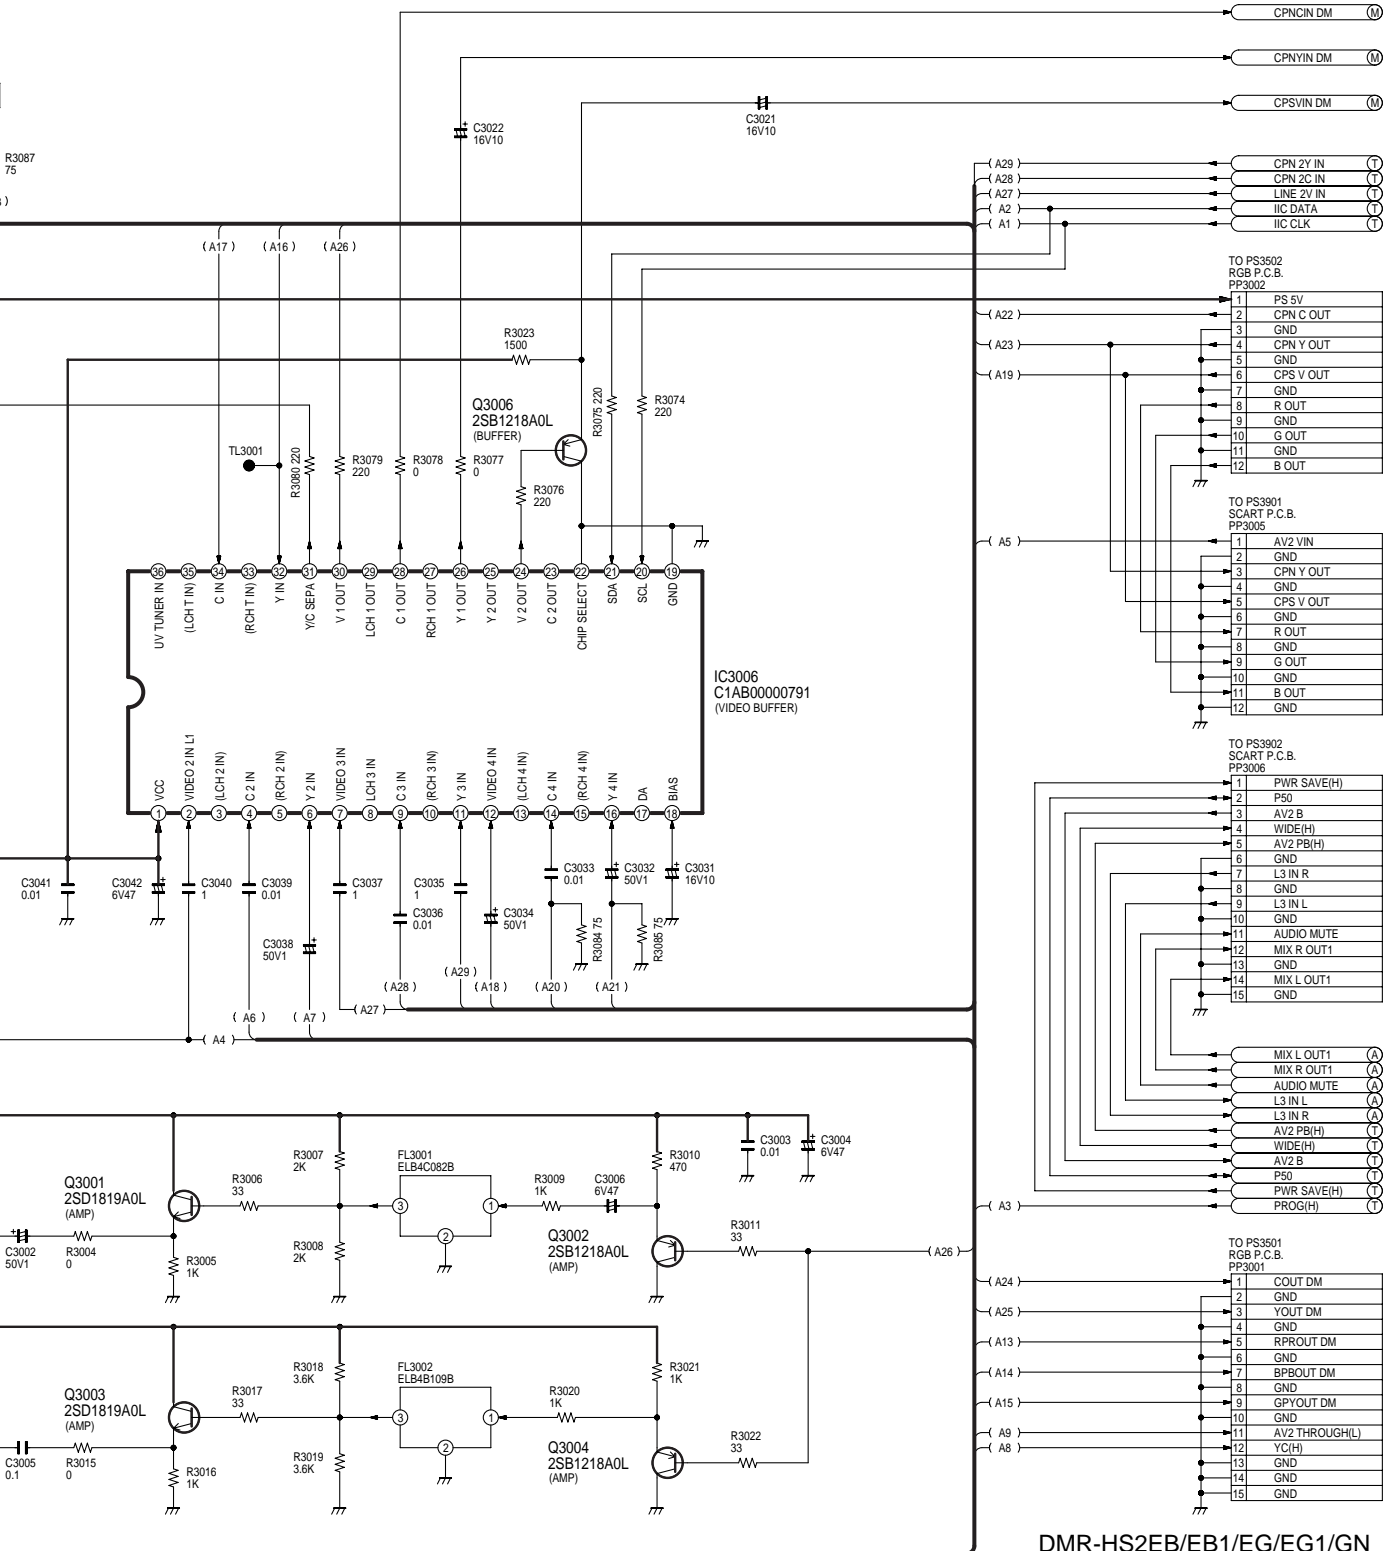 CPNCIN DM M
CPNYIN DM M
C3022
16V10
C3021
16V10
CPSVIN DM M
R3087
75
( A29 ) CPN 2Y IN T
( A28 ) CPN 2C IN T
( A27 ) LINE 2V IN T
( A2 ) IIC DATA T
( A1 ) IIC CLK T
( A17 ) ( A16 ) ( A26 )
TO PS3502
RGB P.C.B.
PP3002
1 PS 5V
( A22 ) 2 CPN C OUT
3 GND
( A23 ) 4 CPN Y OUT
5 GND
( A19 ) 6 CPS V OUT
7 GND
8 R OUT
9 GND
10 G OUT
11 GND
12 B OUT
R3023
1500
Q3006
2SB1218A0L
(BUFFER)
R3075 220
R3074
220
TL3001
R3080 220
R3079
220
R3078
0
R3077
0
R3076
220
TO PS3901
SCART P.C.B.
PP3005
( A5 ) 1 AV2 VIN
2 GND
3 CPN Y OUT
4 GND
5 CPS V OUT
6 GND
7 R OUT
8 GND
9 G OUT
10 GND
11 B OUT
12 GND
36 35 34 33 32 31 30 29 28 27 26 25 24 23 22 21 20 19
UV TUNER IN
(LCH T IN)
C IN
(RCH T IN)
Y IN
Y/C SEPA
V 1 OUT
LCH 1 OUT
C 1 OUT
RCH 1 OUT
Y 1 OUT
Y 2 OUT
V 2 OUT
C 2 OUT
CHIP SELECT
SDA
SCL
GND
IC3006
C1AB00000791
(VIDEO BUFFER)
VCC
VIDEO 2 IN L1
(LCH 2 IN)
C 2 IN
(RCH 2 IN)
Y 2 IN
VIDEO 3 IN
LCH 3 IN
C 3 IN
(RCH 3 IN)
Y 3 IN
VIDEO 4 IN
(LCH 4 IN)
C 4 IN
(RCH 4 IN)
Y 4 IN
DA
BIAS
1 2 3 4 5 6 7 8 9 10 11 12 13 14 15 16 17 18
TO PS3902
SCART P.C.B.
PP3006
1 PWR SAVE(H)
2 P50
3 AV2 B
4 WIDE(H)
5 AV2 PB(H)
6 GND
7 L3 IN R
8 GND
9 L3 IN L
10 GND
11 AUDIO MUTE
12 MIX R OUT1
13 GND
14 MIX L OUT1
15 GND
C3041
0.01
C3042
6V47
C3040
1
C3039
0.01
C3037
1
C3035
1
C3033
0.01
C3032
50V1
C3031
16V10
C3036
0.01
C3034
50V1
C3038
50V1
R3084 75
R3085 75
( A28 ) ( A29 ) ( A18 ) ( A20 ) ( A21 )
( A6 ) ( A7 ) ( A27 )
( A4 )
MIX L OUT1 A
MIX R OUT1 A
AUDIO MUTE A
L3 IN L A
L3 IN R A
AV2 PB(H) T
WIDE(H) T
AV2 B T
P50 T
PWR SAVE(H) T
( A3 ) PROG(H) T
R3007
2K
FL3001
ELB4C082B
R3010
470
C3003
0.01
C3004
6V47
Q3001
2SD1819A0L
(AMP)
R3006
33
3 1 2
R3009
1K
C3006
6V47
C3002
50V1
R3004
0
R3005
1K
R3008
2K
Q3002
2SB1218A0L
(AMP)
R3011
33
( A26 )
TO PS3501
RGB P.C.B.
PP3001
( A24 ) 1 COUT DM
2 GND
( A25 ) 3 YOUT DM
4 GND
( A13 ) 5 RPROUT DM
6 GND
( A14 ) 7 BPBOUT DM
8 GND
( A15 ) 9 GPYOUT DM
10 GND
( A9 ) 11 AV2 THROUGH(L)
( A8 ) 12 YC(H)
13 GND
14 GND
15 GND
R3018
3.6K
FL3002
ELB4B109B
R3021
1K
Q3003
2SD1819A0L
(AMP)
R3017
33
3 1 2
R3020
1K
C3005
0.1
R3015
0
R3016
1K
R3019
3.6K
Q3004
2SB1218A0L
(AMP)
R3022
33
DMR-HS2EB/EB1/EG/EG1/GN